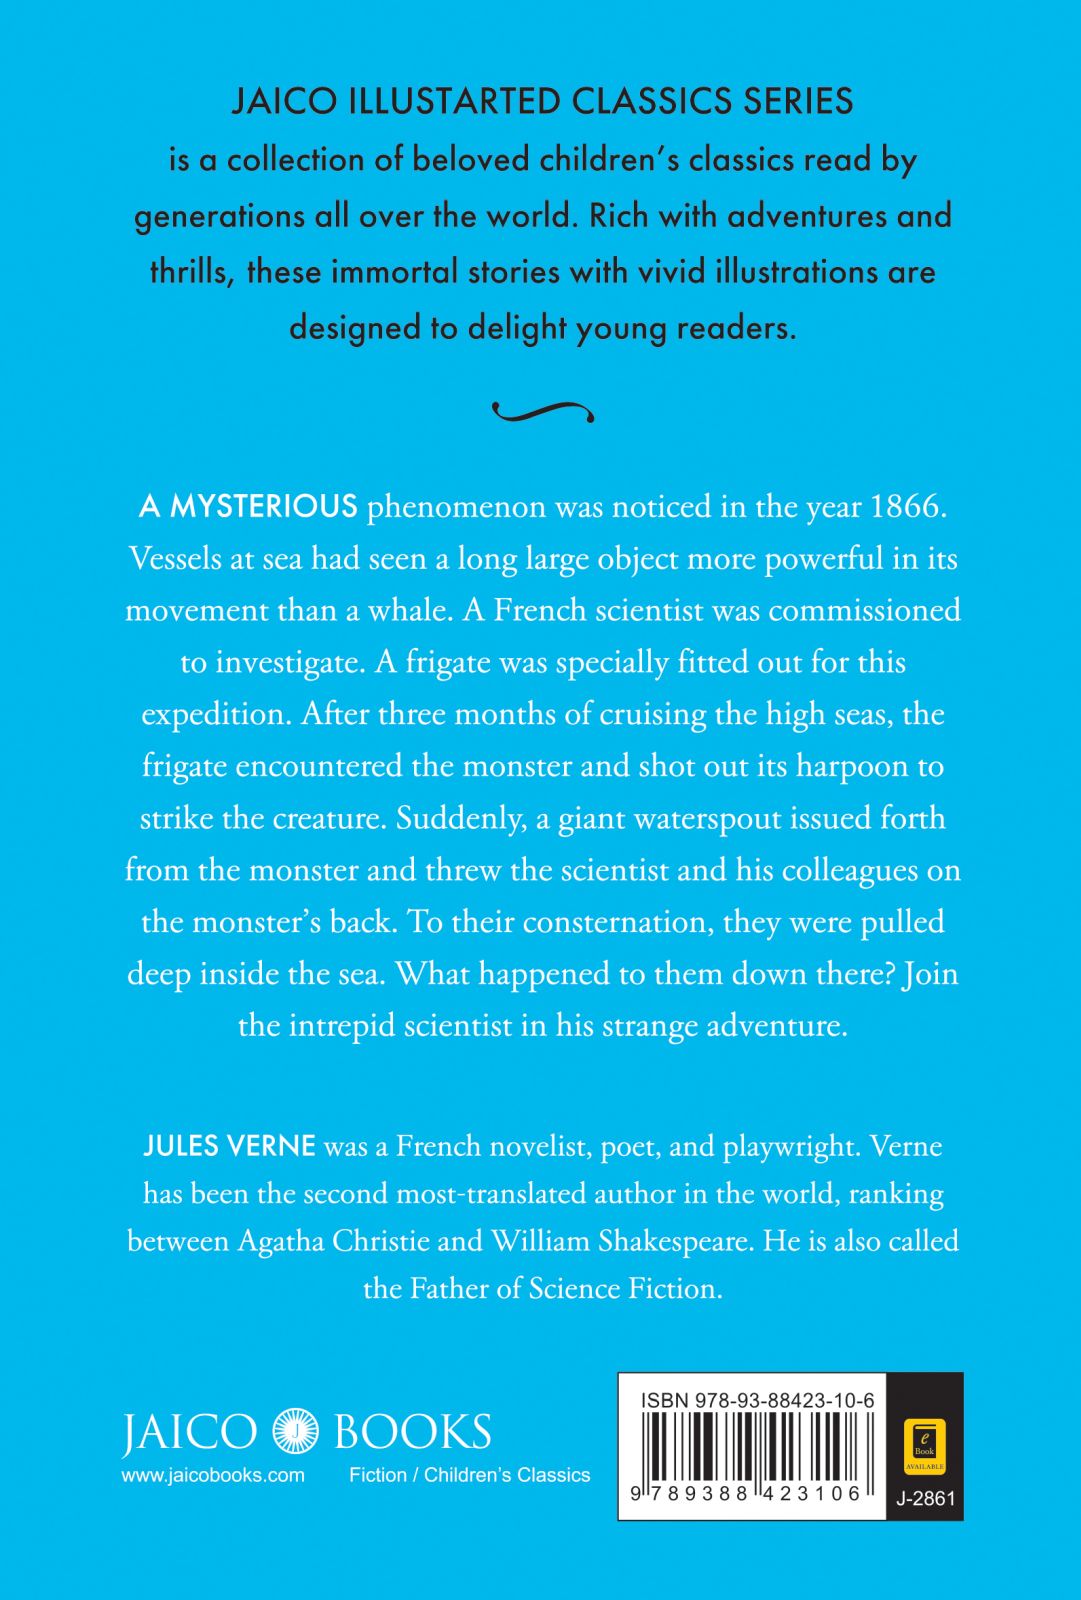 JAICO ILLUSTARTED CLASSICS SERIES
is a collection of beloved children's classics read by
generations all over the world. Rich with adventures and
thrills, these immortal stories with vivid illustrations are
designed to delight young readers.
A MYSTERIOUS phenomenon was noticed in the year 1866.
Vessels at sea had seen a long large object more powerful in its
movement than a whale. A French scientist was commissioned
to investigate. A frigate was specially fitted out for this
expedition. After three months of cruising the high seas, the
frigate encountered the monster and shot out its harpoon to
strike the creature. Suddenly, a giant waterspout issued forth
from the monster and threw the scientist and his colleagues on
the monster's back. To their consternation, they were pulled
deep inside the sea. What happened to them down there? Join
the intrepid scientist in his strange adventure.
JULES VERNE was a French novelist, poet, and playwright. Verne
has been the second most-translated author in the world, ranking
between Agatha Christie and William Shakespeare. He is also called
the Father of Science Fiction.
JAICO J BOOKS
www.jaicobooks.com Fiction / Children's Classics
ISBN 978-93-88423-10-6
9 789388 423106
e
Book
AVAILABLE
J-2861